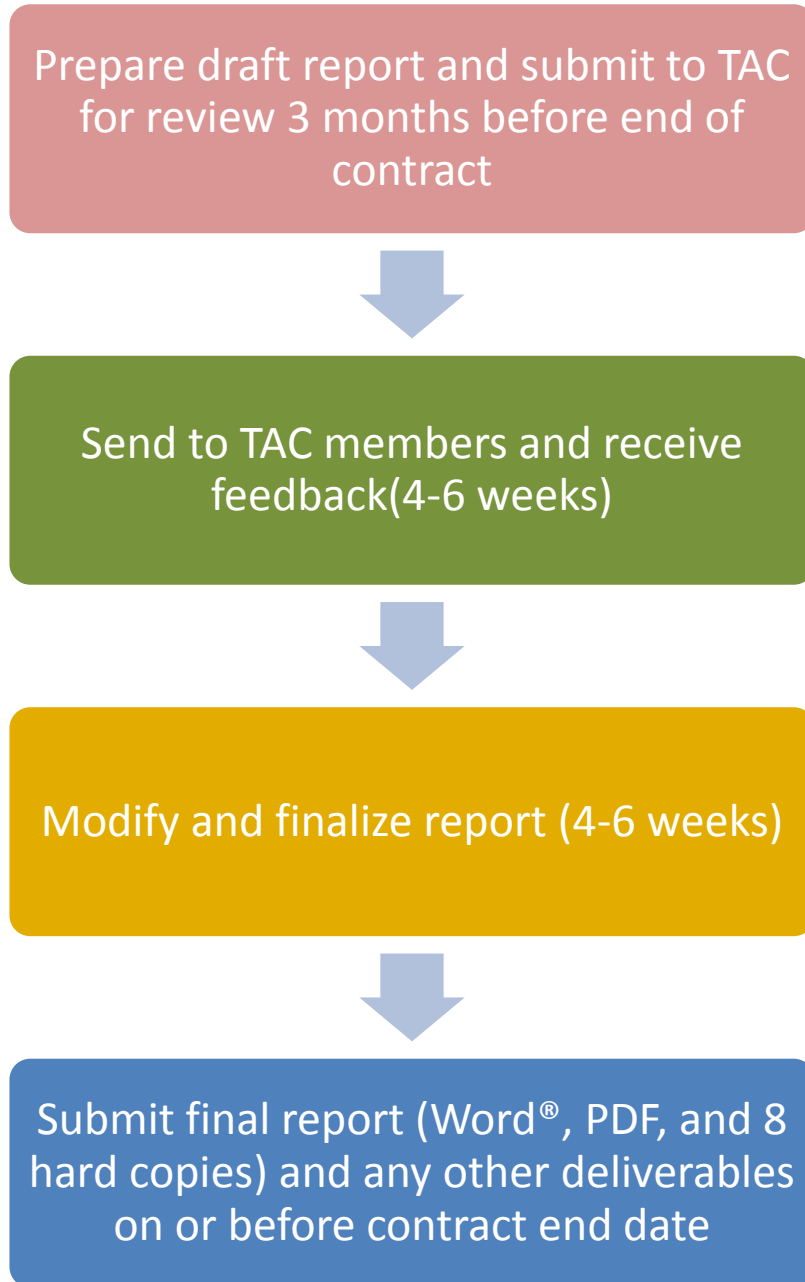 Prepare draft report and submit to TAC
for review 3 months before end of
contract
Send to TAC members and receive
feedback(4-6 weeks)
Modify and finalize report (4-6 weeks)
Submit final report (Word®, PDF, and 8
hard copies) and any other deliverables
on or before contract end date